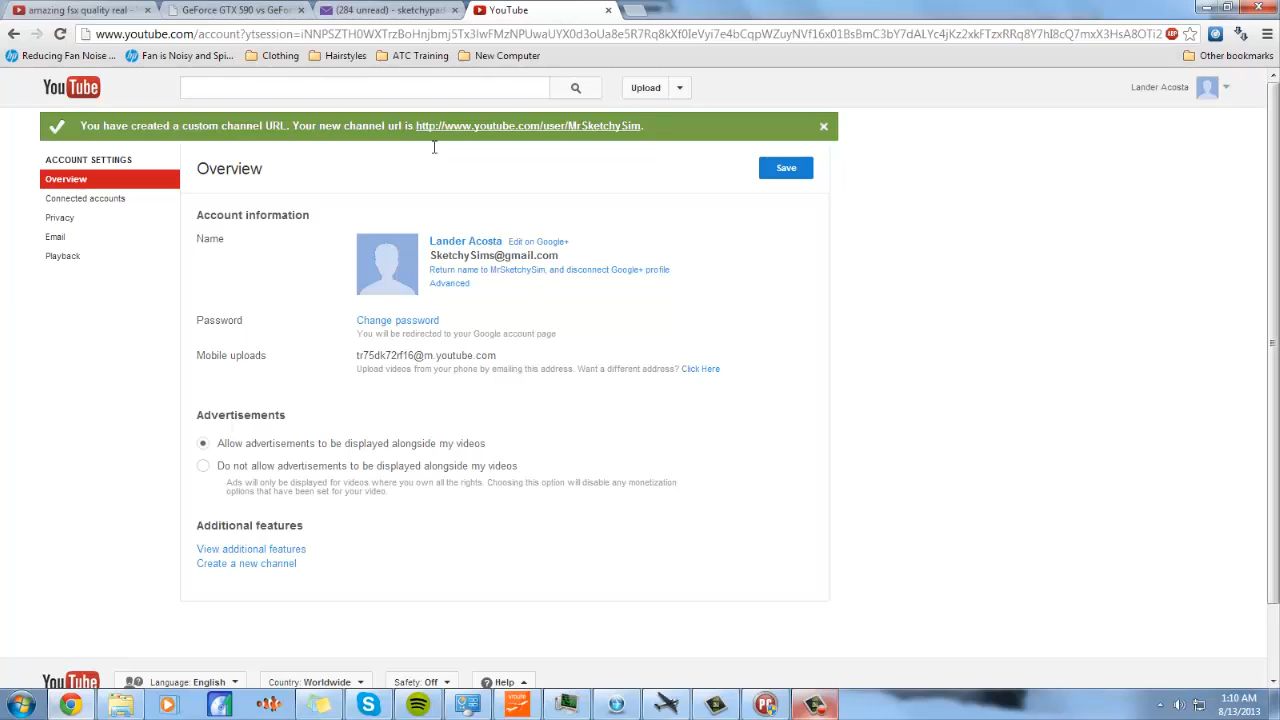 amazing fsx quality real -
GeForce GTX 590 vs GeFor
(284 unread) - sketchypad
YouTube
www.youtube.com/account?ytsession=
Reducing Fan Noise ...
Fan is Noisy and Spi...
Clothing
Hairstyles
ATC Training
New Computer
Other bookmarks
YouTube
Upload
Lander Acosta
You have created a custom channel URL. Your new channel url is http://www.youtube.com/user/MrSketchySim.
ACCOUNT SETTINGS
Overview
Connected accounts
Privacy
Email
Playback
Overview
Save
Account information
Name
Lander Acosta Edit on Google+
SketchySims@gmail.com
Return name to MrSketchySim, and disconnect Google+ profile
Advanced
Password
Change password
You will be redirected to your Google account page
Mobile uploads
tr75dk72rf16@m.youtube.com
Upload videos from your phone by emailing this address. Want a different address? Click Here
Advertisements
Allow advertisements to be displayed alongside my videos
Do not allow advertisements to be displayed alongside my videos
Ads will only be displayed for videos where you own all the rights. Choosing this option will disable any monetization
options that have been set for your video.
Additional features
View additional features
Create a new channel
YouTube
Language: English
Country: Worldwide
Safety: Off
Help
1:10 AM
8/13/2013